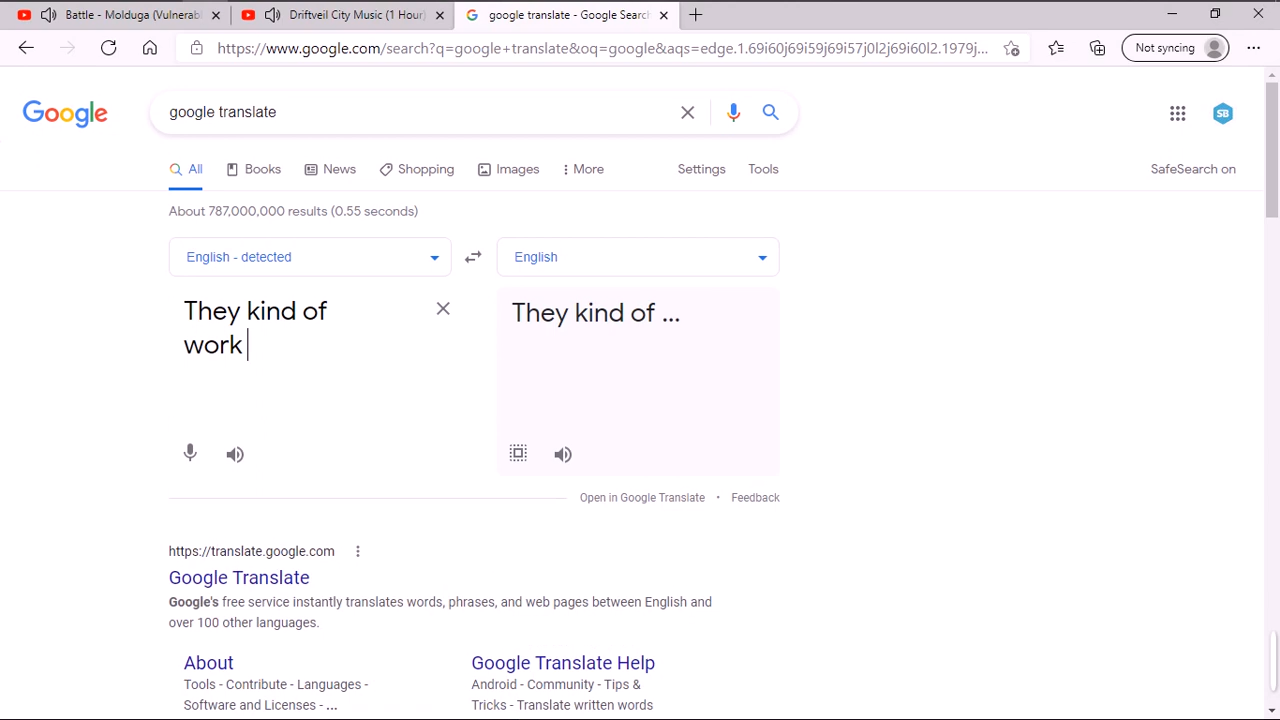 Battle - Molduga (Vulnerabl
Driftveil City Music (1 Hour)
google translate - Google Search
https://www.google.com/search?q=google+translate&oq=google&aqs=edge.1.69i60j69i59j69i57j0l2j69i60l2.1979j...
Not syncing
Google
google translate
SB
All
Books
News
Shopping
Images
More
Settings
Tools
SafeSearch on
About 787,000,000 results (0.55 seconds)
English - detected
English
They kind of
work
They kind of ...
Open in Google Translate • Feedback
https://translate.google.com
Google Translate
Google's free service instantly translates words, phrases, and web pages between English and
over 100 other languages.
About
Tools - Contribute - Languages -
Software and Licenses - ...
Google Translate Help
Android - Community - Tips &
Tricks - Translate written words